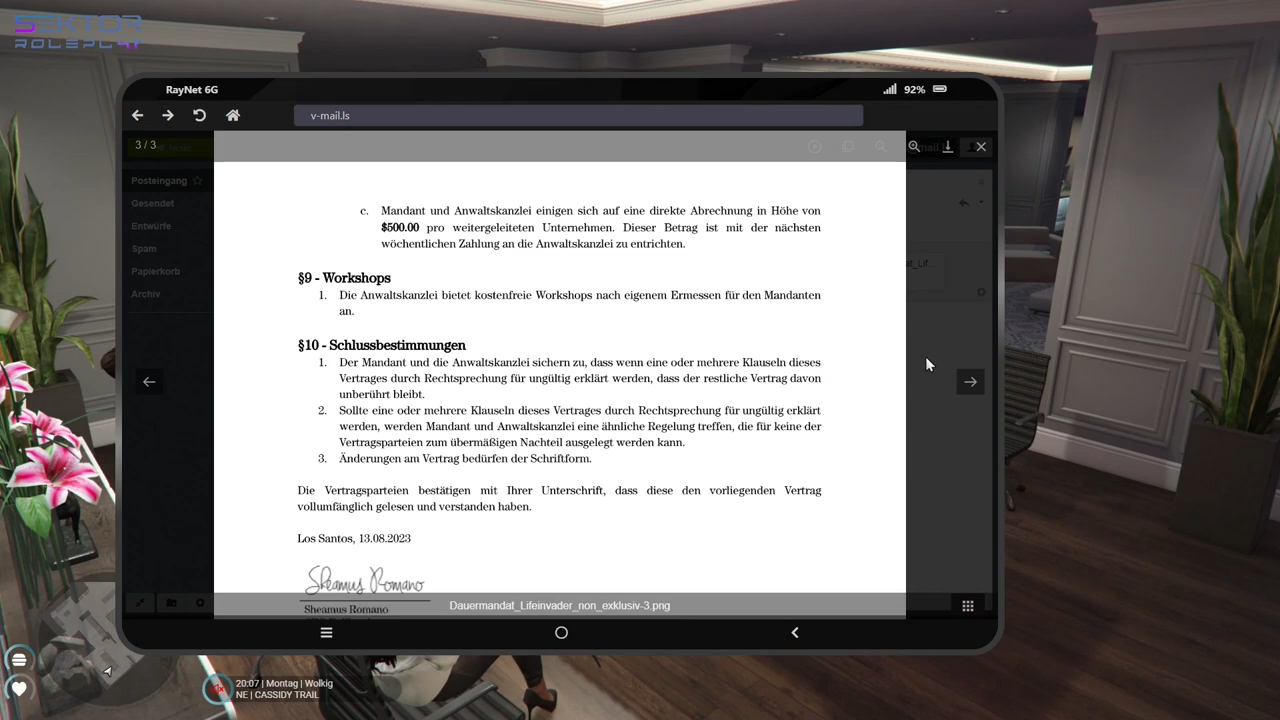 SEKTOR
ROLEPLAY
RayNet 6G
92%
v-mail.ls
3 / 3
Posteingang
Gesendet
Entwürfe
Spam
Papierkorb
Archiv
at_Lif...
c. Mandant und Anwaltskanzlei einigen sich auf eine direkte Abrechnung in Höhe von
$500.00 pro weitergeleiteten Unternehmen. Dieser Betrag ist mit der nächsten
wöchentlichen Zahlung an die Anwaltskanzlei zu entrichten.
§9 - Workshops
1. Die Anwaltskanzlei bietet kostenfreie Workshops nach eigenem Ermessen für den Mandanten
an.
§10 - Schlussbestimmungen
1. Der Mandant und die Anwaltskanzlei sichern zu, dass wenn eine oder mehrere Klauseln dieses
Vertrages durch Rechtsprechung für ungültig erklärt werden, dass der restliche Vertrag davon
unberührt bleibt.
2. Sollte eine oder mehrere Klauseln dieses Vertrages durch Rechtsprechung für ungültig erklärt
werden, werden Mandant und Anwaltskanzlei eine ähnliche Regelung treffen, die für keine der
Vertragsparteien zum übermäßigen Nachteil ausgelegt werden kann.
3. Änderungen am Vertrag bedürfen der Schriftform.
Die Vertragsparteien bestätigen mit Ihrer Unterschrift, dass diese den vorliegenden Vertrag
vollumfänglich gelesen und verstanden haben.
Los Santos, 13.08.2023
Sheamus Romano
Sheamus Romano
Dauermandat_Lifeinvader_non_exklusiv-3.png
20:07 | Montag | Wolkig
NE | CASSIDY TRAIL